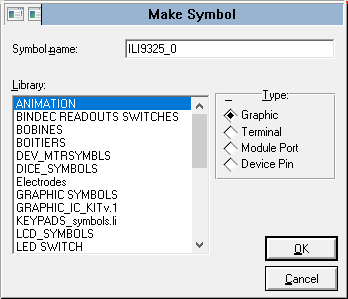 Make Symbol
Symbol name: ILI9325_0
Library:
ANIMATION
BINDEC READOUTS SWITCHES
BOBINES
BOITIERS
DEV_MTRSYMBLS
DICE_SYMBOLS
Electrodes
GRAPHIC SYMBOLS
GRAPHIC_IC_KITv.1
KEYPADS_symbols.li
LCD_SYMBOLS
LED SWITCH
Type:
Graphic
Terminal
Module Port
Device Pin
OK
Cancel